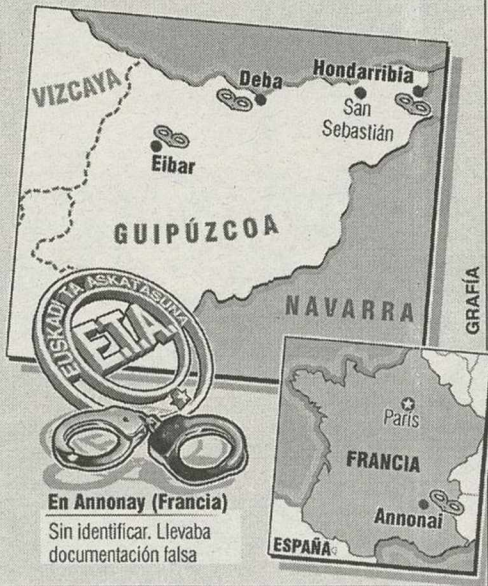 VIZCAYA
Deba
Hondarribia
San
Sebastián
Eibar
GUIPÚZCOA
NAVARRA
GRAFÍA
EUSKADI TA ASKATASUNA
E.T.A.
París
FRANCIA
Annonai
ESPAÑA
En Annonay (Francia)
Sin identificar. Llevaba
documentación falsa